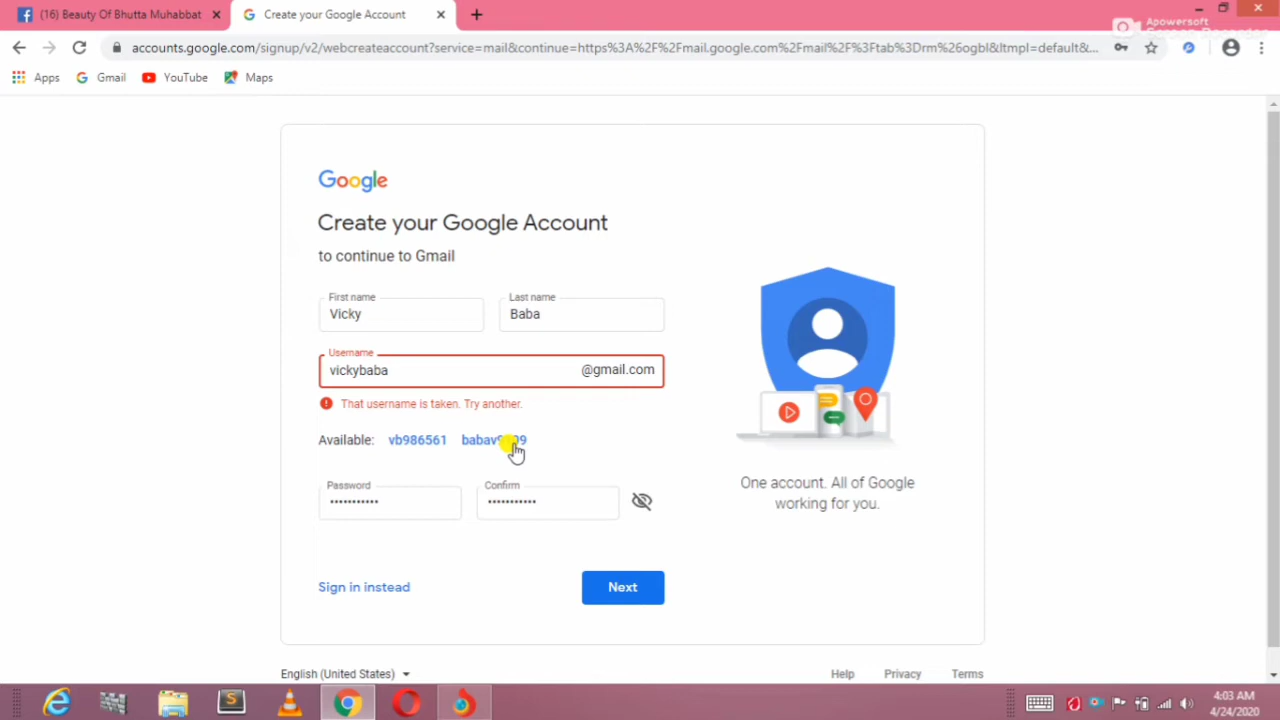 (16) Beauty Of Bhutta Muhabbat
Create your Google Account
Apowersoft
Screen Recorder
accounts.google.com/signup/v2/webcreateaccount?service=mail&continue=https%3A%2F%2Fmail.google.com%2Fmail%2F%3Ftab%3Drm%26ogbl&ltmpl=default&...
Apps Gmail YouTube Maps
Google
Create your Google Account
to continue to Gmail
First name Last name
Vicky Baba
Username
vickybaba @gmail.com
That username is taken. Try another.
Available: vb986561
Password Confirm
One account. All of Google
working for you.
Sign in instead Next
English (United States) Help Privacy Terms
4:03 AM
4/24/2020